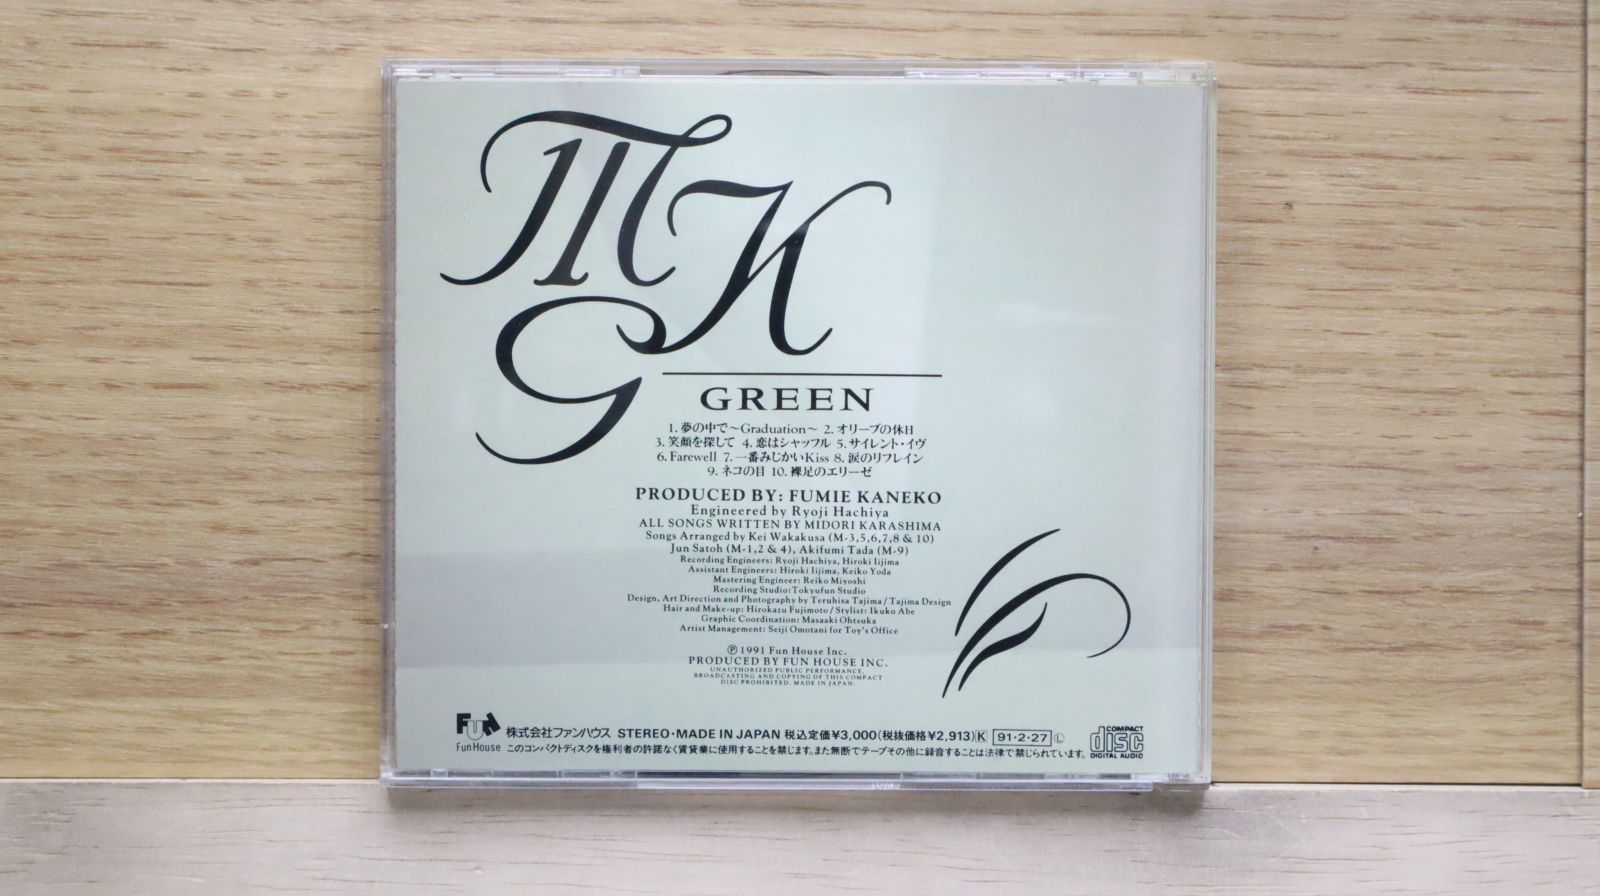 MK
G
GREEN
1. 夢の中で～Graduation～ 2. オリーブの休日
3. 笑顔を探して 4. 恋はシャッフル 5. サイレント・イヴ
6. Farewell 7. 一番みじかいKiss 8. 涙のリフレイン
9. ネコの目 10. 裸足のエリーゼ
PRODUCED BY: FUMIE KANEKO
Engineered by Ryoji Hachiya
ALL SONGS WRITTEN BY MIDORI KARASHIMA
Songs Arranged by Kei Wakakusa (M-3,5,6,7,8 & 10)
Jun Satoh (M-1,2 & 4), Akifumi Tada (M-9)
Recording Engineers: Ryoji Hachiya, Hiroki Iijima
Assistant Engineers: Hiroki Iijima, Keiko Yoda
Mastering Engineer: Reiko Miyoshi
Recording Studio: Tokyufun Studio
Design, Art Direction and Photography by Teruhisa Tajima / Tajima Design
Hair and Make-up: Hirokazu Fujimoto / Stylist: Ikuko Abe
Graphic Coordination: Masaaki Ohtsuka
Artist Management: Seiji Omotani for Toy's Office
Ⓟ 1991 Fun House Inc.
PRODUCED BY FUN HOUSE INC.
UNAUTHORIZED PUBLIC PERFORMANCE,
BROADCASTING AND COPYING OF THIS COMPACT
DISC PROHIBITED. MADE IN JAPAN.
Fun 株式会社ファンハウス STEREO・MADE IN JAPAN 税込定価¥3,000(税抜価格¥2,913) K 91・2・27 Ⓛ
Fun House このコンパクトディスクを権利者の許諾なく賃貸業に使用することを禁じます。また無断でテープその他に録音することは法律で禁じられています。
COMPACT
disc
DIGITAL AUDIO